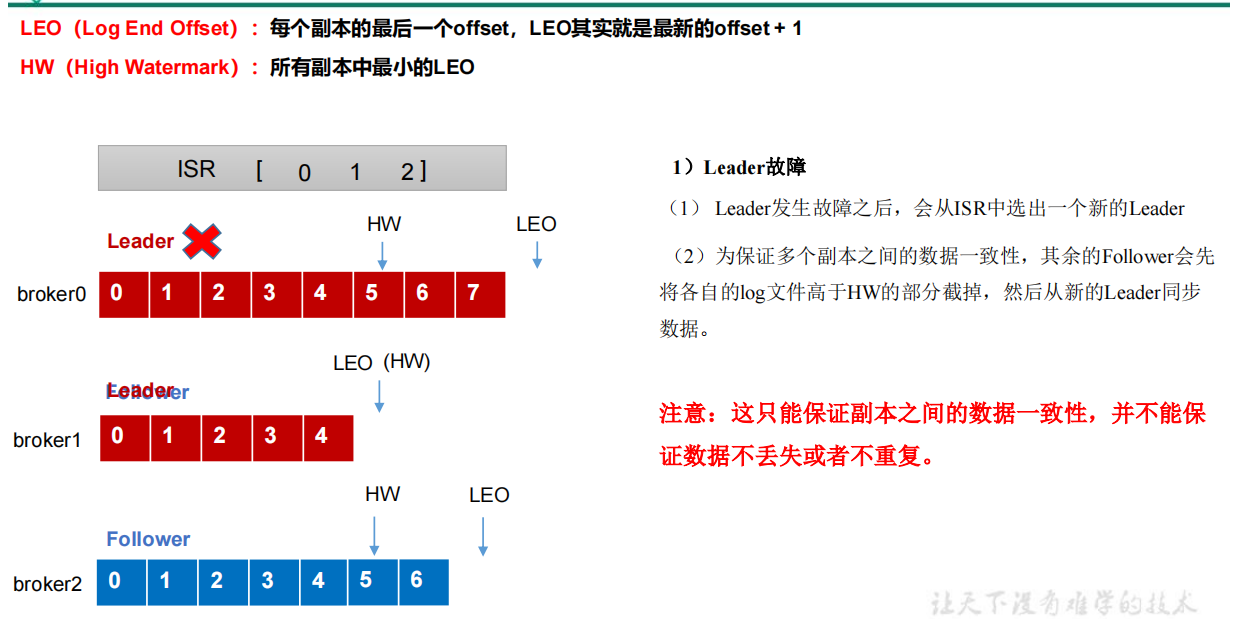 LEO（Log End Offset）：每个副本的最后一个offset，LEO其实就是最新的offset + 1
HW（High Watermark）：所有副本中最小的LEO
ISR [ 0 1 2 ]
HW
LEO
Leader
broker0 0 1 2 3 4 5 6 7
LEO（HW)
Follower
Leader
broker1 0 1 2 3 4
HW
LEO
Follower
broker2 0 1 2 3 4 5 6
1）Leader故障
（1） Leader发生故障之后，会从ISR中选出一个新的Leader
（2）为保证多个副本之间的数据一致性，其余的Follower会先
将各自的log文件高于HW的部分截掉，然后从新的Leader同步
数据。
注意：这只能保证副本之间的数据一致性，并不能保
证数据不丢失或者不重复。
让天下没有难学的技术